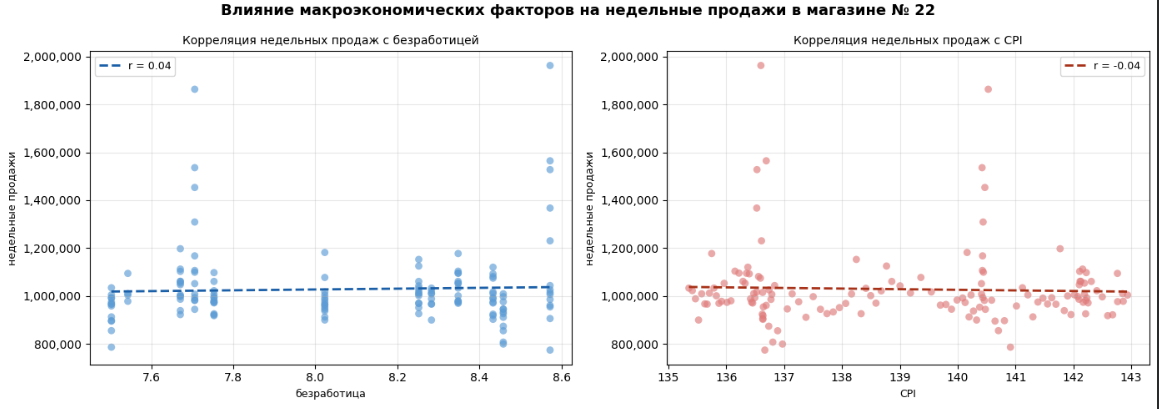 Влияние макроэкономических факторов на недельные продажи в магазине № 22
Корреляция недельных продаж с безработицей
2,000,000
1,800,000
1,600,000
1,400,000
1,200,000
1,000,000
800,000
недельные продажи
r = 0.04
7.6 7.8 8.0 8.2 8.4 8.6
безработица
Корреляция недельных продаж с CPI
2,000,000
1,800,000
1,600,000
1,400,000
1,200,000
1,000,000
800,000
недельные продажи
r = -0.04
135 136 137 138 139 140 141 142 143
CPI